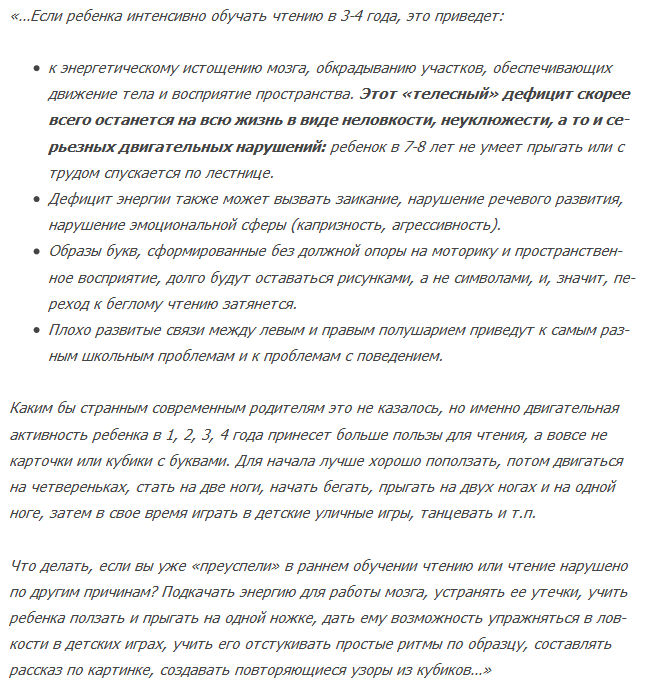 «...Если ребенка интенсивно обучать чтению в 3-4 года, это приведет:
• к энергетическому истощению мозга, обкрадыванию участков, обеспечивающих
движение тела и восприятие пространства. Этот «телесный» дефицит скорее
всего останется на всю жизнь в виде неловкости, неуклюжести, а то и се-
рьезных двигательных нарушений: ребенок в 7-8 лет не умеет прыгать или с
трудом спускается по лестнице.
• Дефицит энергии также может вызвать заикание, нарушение речевого развития,
нарушение эмоциональной сферы (капризность, агрессивность).
• Образы букв, сформированные без должной опоры на моторику и пространствен-
ное восприятие, долго будут оставаться рисунками, а не символами, и, значит, пе-
реход к беглому чтению затянется.
• Плохо развитые связи между левым и правым полушарием приведут к самым раз-
ным школьным проблемам и к проблемам с поведением.
Каким бы странным современным родителям это не казалось, но именно двигательная
активность ребенка в 1, 2, 3, 4 года принесет больше пользы для чтения, а вовсе не
карточки или кубики с буквами. Для начала лучше хорошо поползать, потом двигаться
на четвереньках, стать на две ноги, начать бегать, прыгать на двух ногах и на одной
ноге, затем в свое время играть в детские уличные игры, танцевать и т.п.
Что делать, если вы уже «преуспели» в раннем обучении чтению или чтение нарушено
по другим причинам? Подкачать энергию для работы мозга, устранять ее утечки, учить
ребенка ползать и прыгать на одной ножке, дать ему возможность упражняться в лов-
кости в детских играх, учить его отстукивать простые ритмы по образцу, составлять
рассказ по картинке, создавать повторяющиеся узоры из кубиков...»